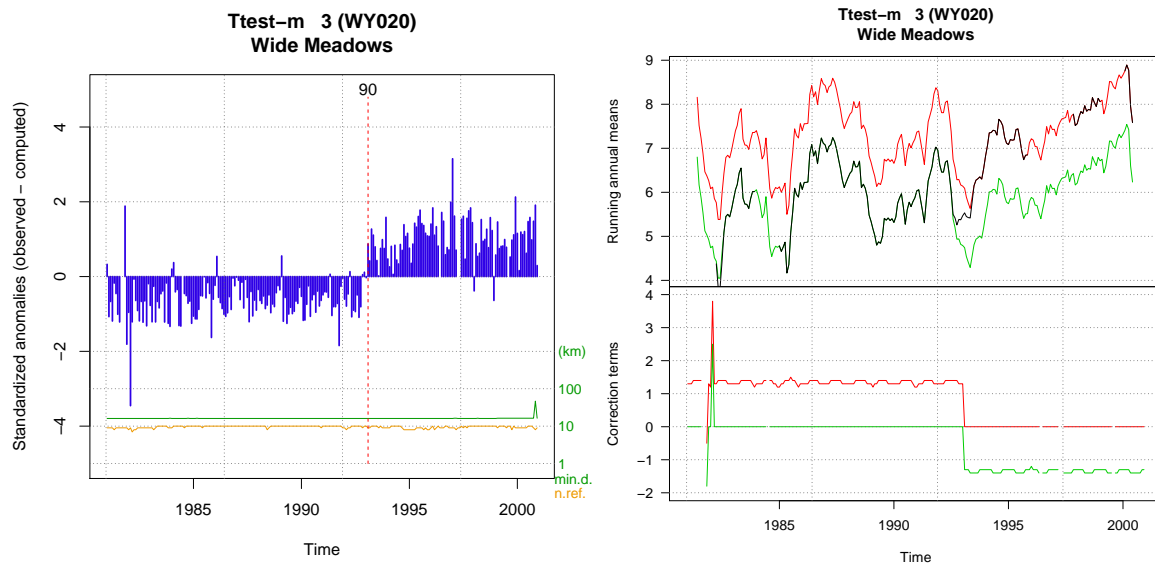 Ttest-m 3 (WY020)
Wide Meadows
Standardized anomalies (observed − computed)
90
4
2
0
−2
−4
(km)
100
10
1
min.d.
n.ref.
1985
1990
1995
2000
Time
Ttest-m 3 (WY020)
Wide Meadows
Running annual means
9
8
7
6
5
4
Correction terms
4
3
2
1
0
−1
−2
1985
1990
1995
2000
Time